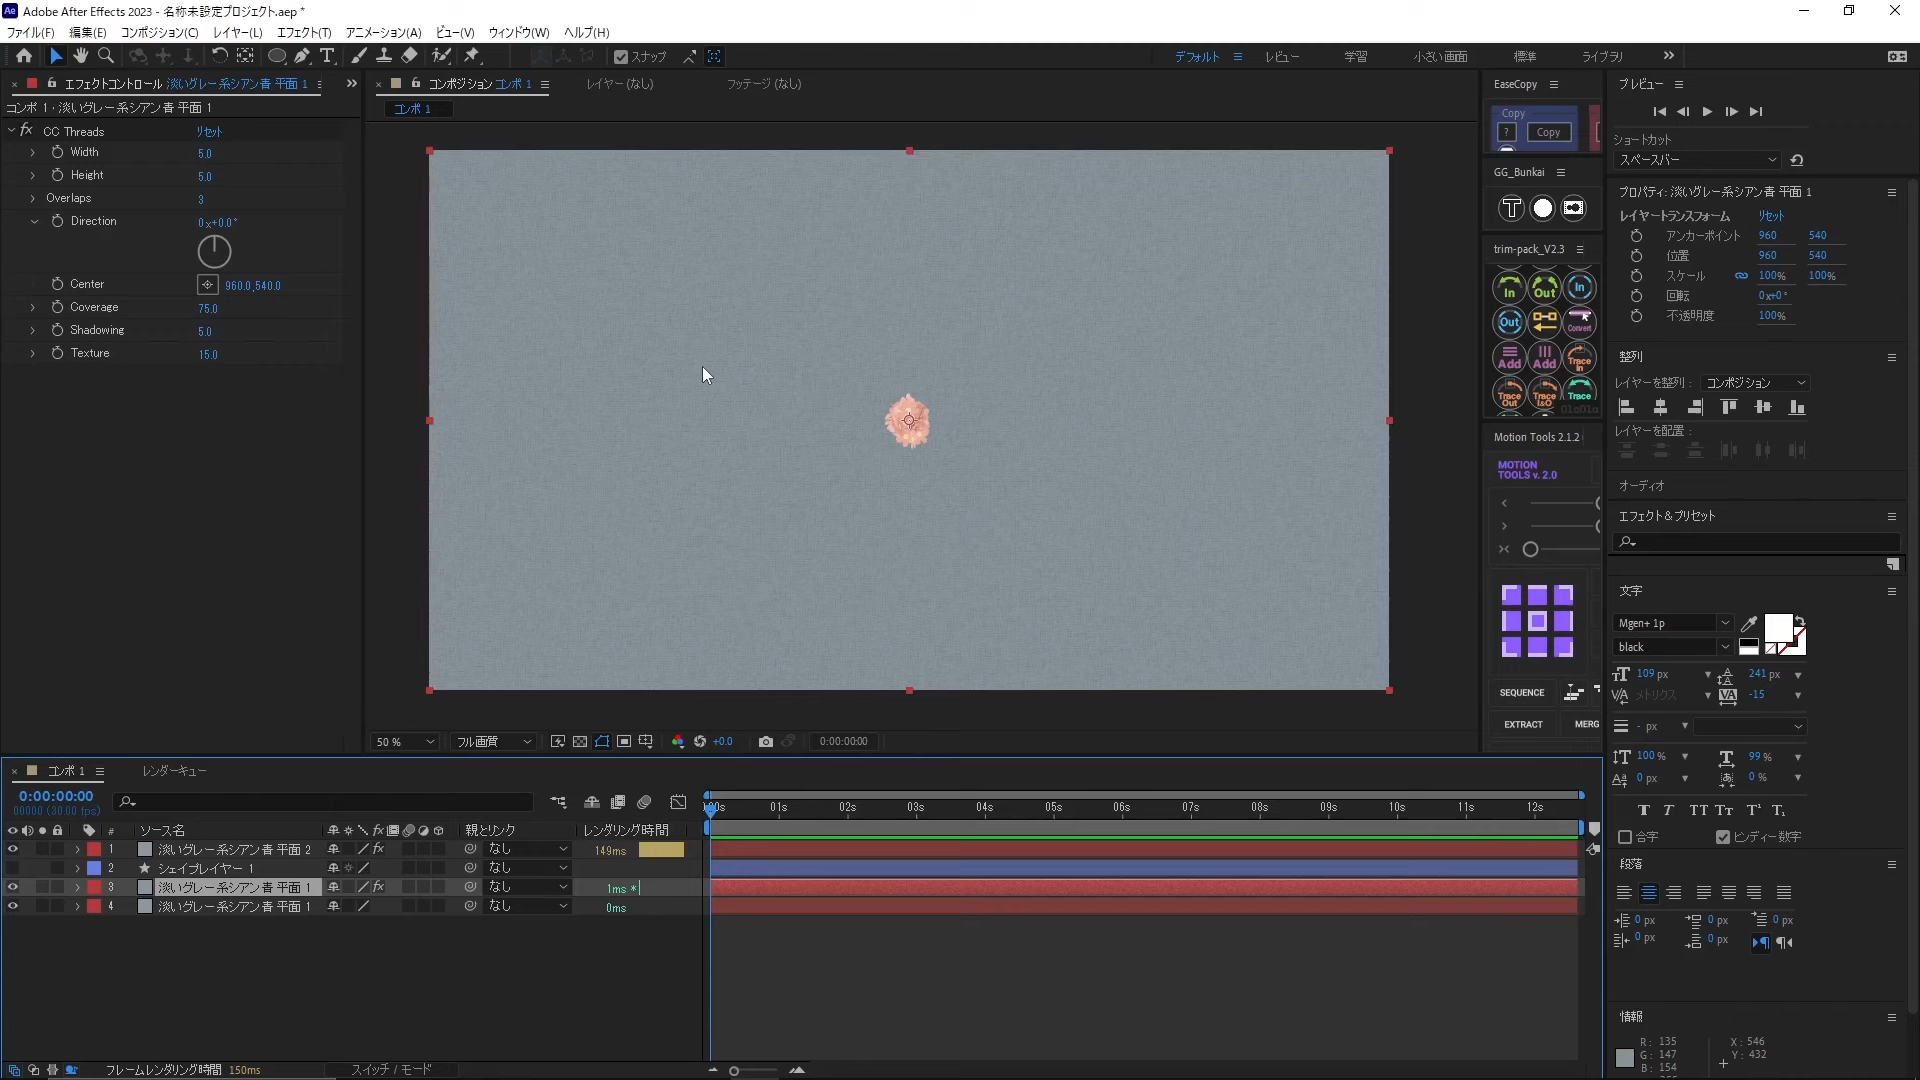 Adobe After Effects 2023 - 名称未設定プロジェクト.aep *
ファイル(F) 編集(E) コンポジション(C) レイヤー(L) エフェクト(T) アニメーション(A) ビュー(V) ウィンドウ(W) ヘルプ(H)
スナップ デフォルト レビュー 学習 小さい画面 標準 ライブラリ
エフェクトコントロール 淡いグレー系シアン青 平面 1
コンポ 1・淡いグレー系シアン青 平面 1
fx CC Threads リセット
Width 5.0
Height 5.0
Overlaps 3
Direction 0x+0.0°
Center 960.0,540.0
Coverage 75.0
Shadowing 5.0
Texture 15.0
コンポジション コンポ 1 レイヤー (なし) フッテージ (なし)
コンポ 1
50 % フル画質 +0.0 0:00:00:00
EaseCopy
Copy
? Copy
GG_Bunkai
trim-pack_V2.3
In Out In
Out Convert
Add Add Trace In
Trace Out Trace I&O Trace
Motion Tools 2.1.2
MOTION
TOOLS v. 2.0
SEQUENCE
EXTRACT MERG
プレビュー
ショートカット
スペースバー
プロパティ: 淡いグレー系シアン青 平面 1
レイヤートランスフォーム リセット
アンカーポイント 960 540
位置 960 540
スケール 100% 100%
回転 0x+0°
不透明度 100%
整列
レイヤーを整列: コンポジション
レイヤーを配置:
オーディオ
エフェクト&プリセット
文字
Mgen+ 1p
black
109 px 241 px
メトリクス -15
- px
100 % 99 %
0 px 0 %
合字 ヒンディー数字
段落
0 px 0 px 0 px
0 px 0 px
情報
R: 135 X: 546
G: 147 Y: 432
B: 154
コンポ 1 レンダーキュー
0:00:00:00
00000 (30.00 fps)
:00s 01s 02s 03s 04s 05s 06s 07s 08s 09s 10s 11s 12s
# ソース名 親とリンク レンダリング時間
1 淡いグレー系シアン青 平面 2 fx なし 149ms
2 シェイプレイヤー 1 なし
3 淡いグレー系シアン青 平面 1 fx なし 1ms *
4 淡いグレー系シアン青 平面 1 なし 0ms
フレームレンダリング時間 150ms スイッチ / モード